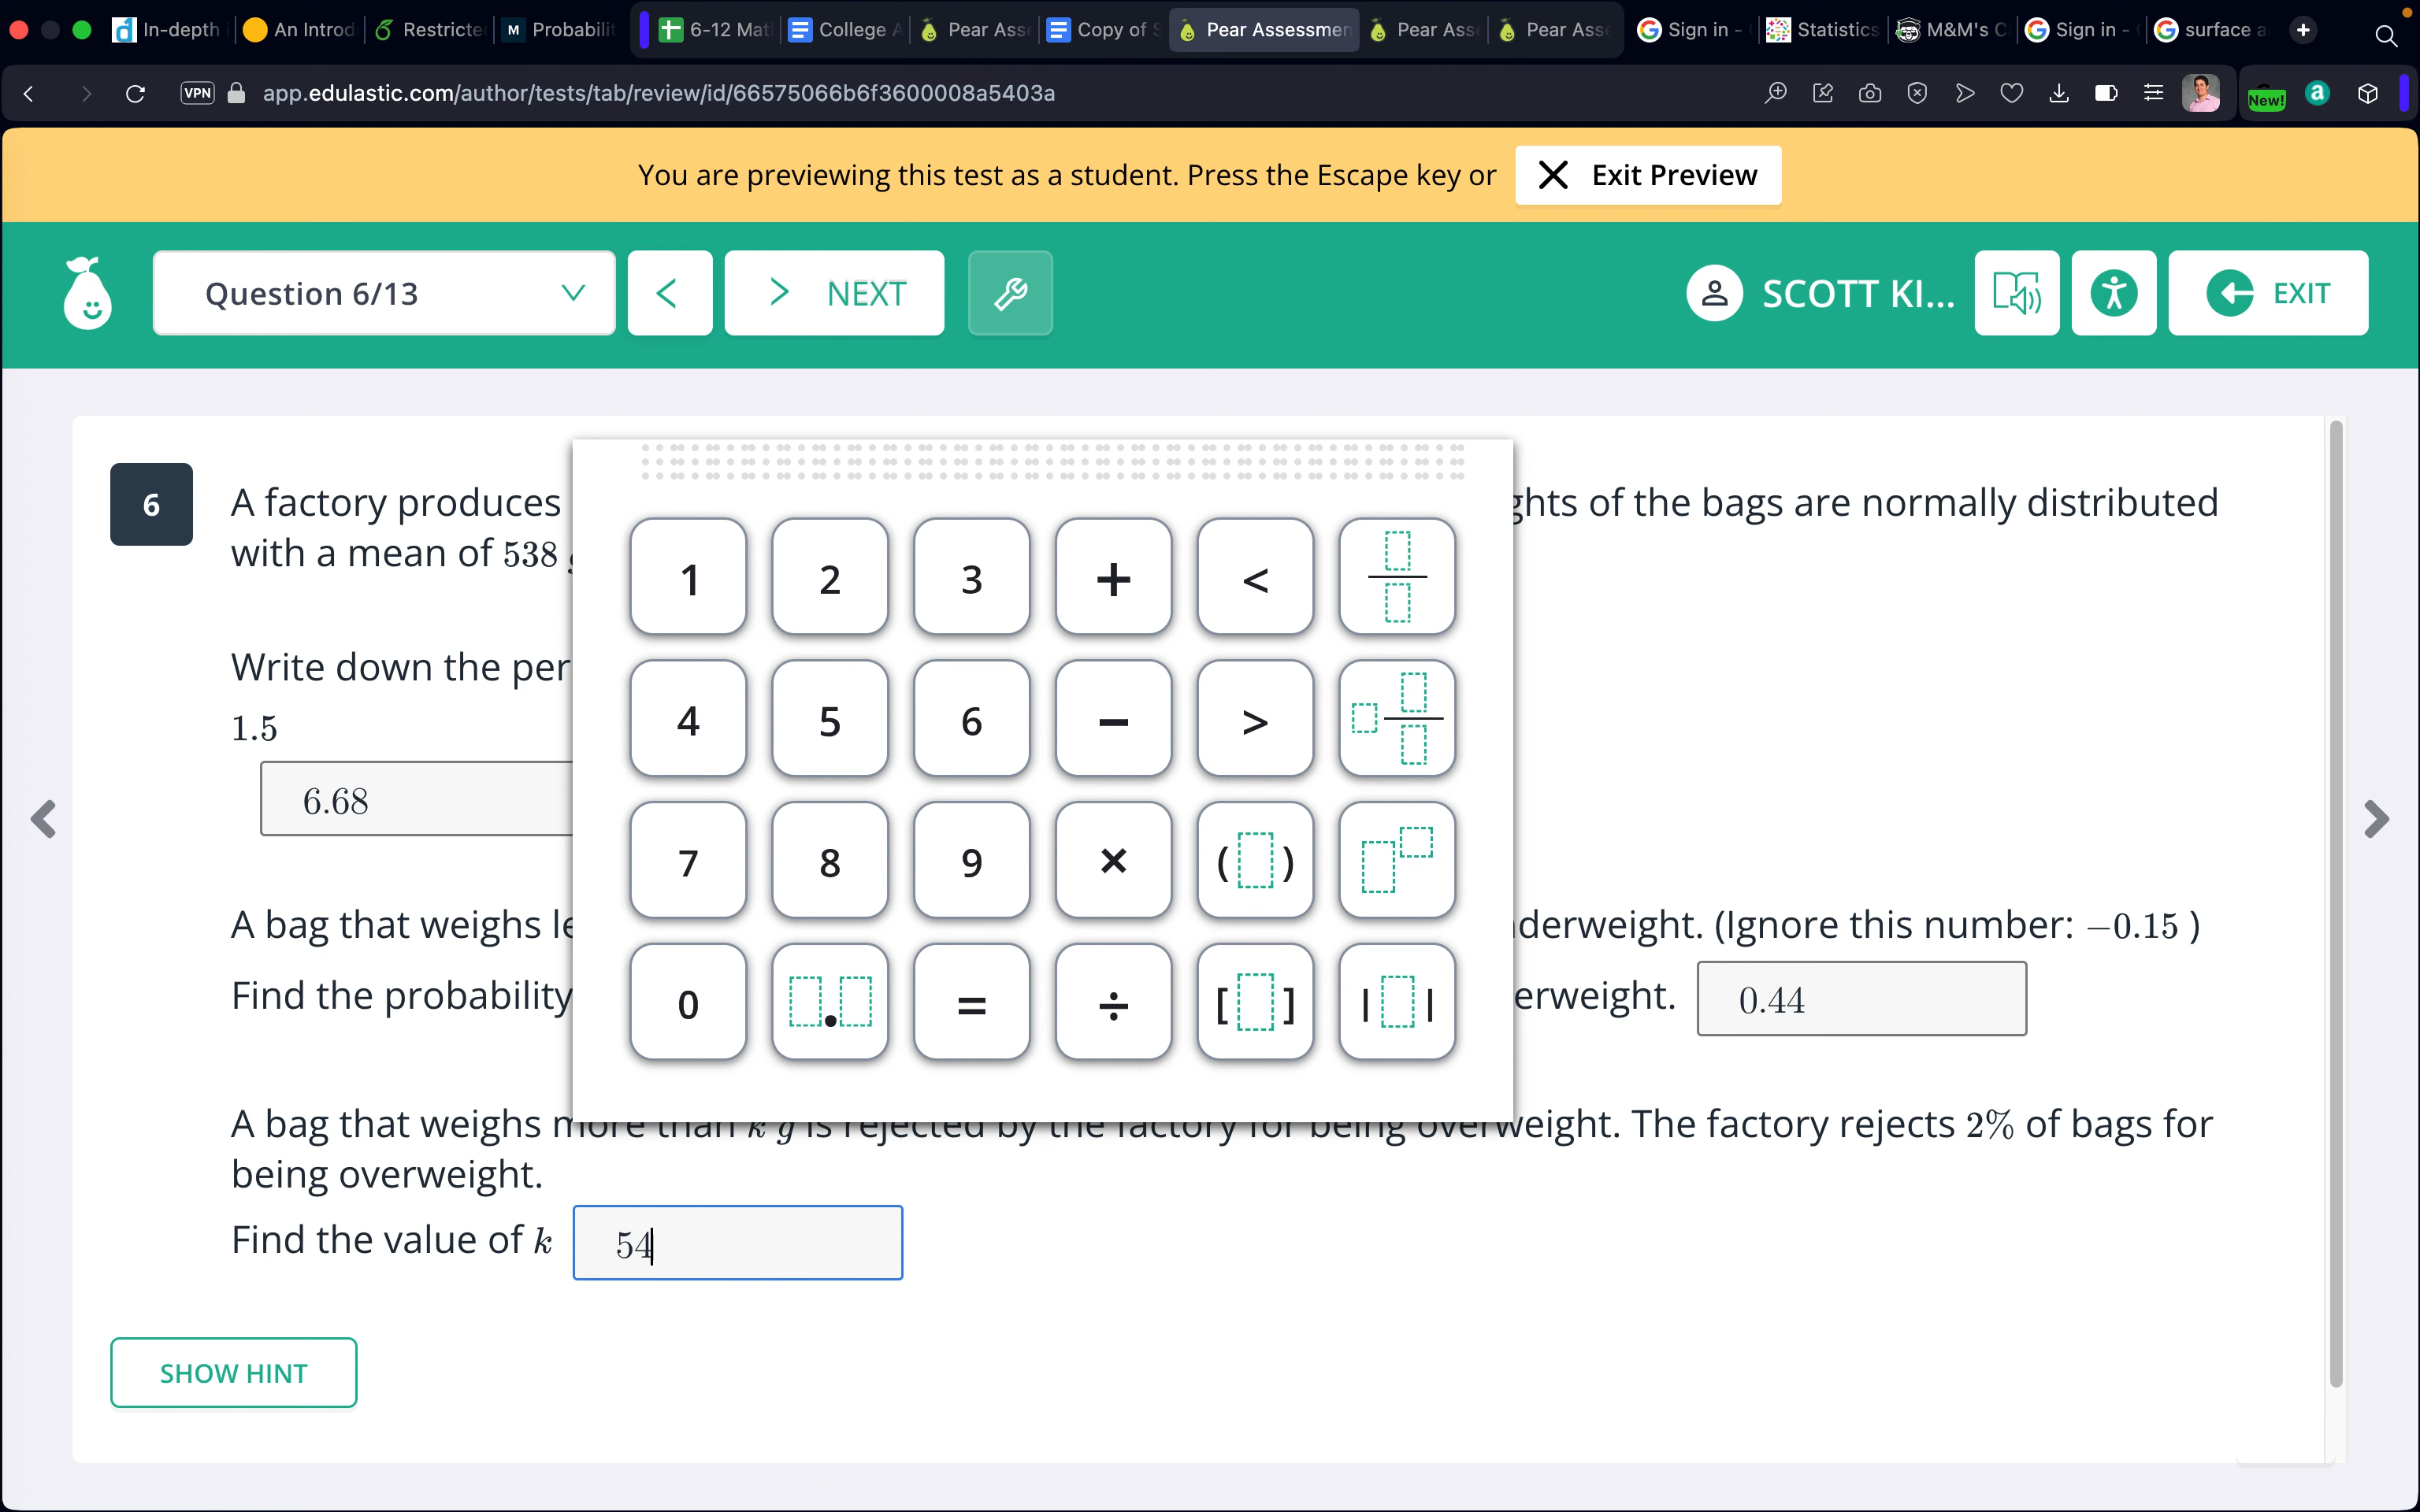 In-depth An Introd Restricte Probabilit 6-12 Mat College A Pear Asse Copy of S Pear Assessmen Pear Asse Pear Asse Sign in - Statistics M&M's C Sign in - surface a
VPN app.edulastic.com/author/tests/tab/review/id/66575066b6f3600008a5403a New! a
You are previewing this test as a student. Press the Escape key or Exit Preview
Question 6/13 < > NEXT SCOTT KI... EXIT
6 A factory produces ghts of the bags are normally distributed
with a mean of 538
Write down the per
1.5
6.68
A bag that weighs le derweight. (Ignore this number: −0.15 )
Find the probability erweight. 0.44
1 2 3 + <
4 5 6 − >
7 8 9 × ( )
0 . = ÷ [ ] | |
A bag that weighs more than k g is rejected by the factory for being overweight. The factory rejects 2% of bags for
being overweight.
Find the value of k 54
SHOW HINT